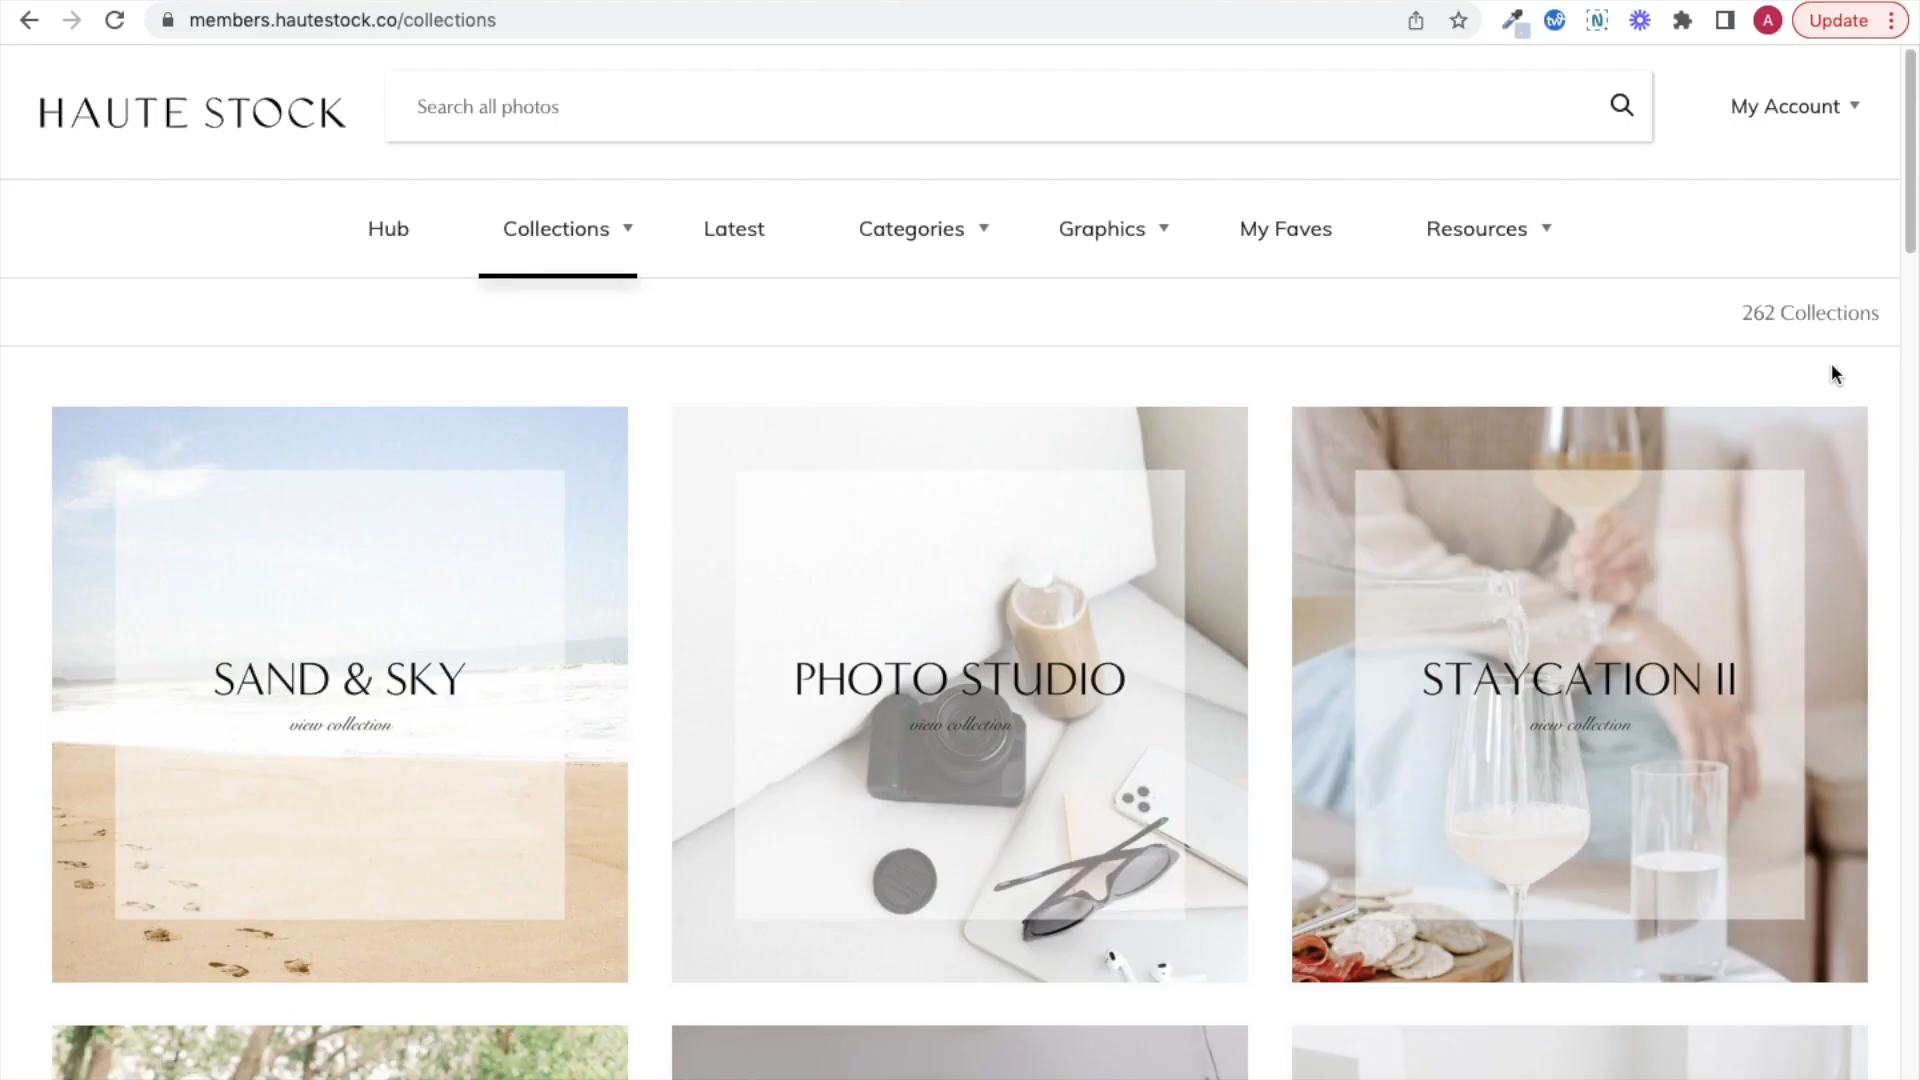 members.hautestock.co/collections
A
Update
HAUTE STOCK
Search all photos
My Account
Hub
Collections
Latest
Categories
Graphics
My Faves
Resources
262 Collections
SAND & SKY
view collection
PHOTO STUDIO
view collection
STAYCATION II
view collection